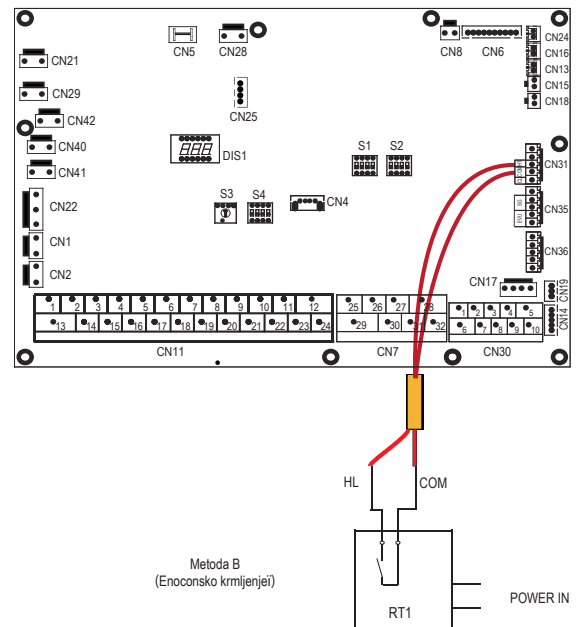 CN5
CN28
CN8
CN6
CN24
CN16
CN13
CN15
CN18
CN21
CN29
CN42
CN40
CN41
CN22
CN1
CN2
CN25
DIS1
S1
S2
S3
S4
CN4
CN31
CN35
EVU SG
CN36
CN17
CN19
CN14
1 2 3 4 5 6 7 8 9 10 11 12
13 14 15 16 17 18 19 20 21 22 23 24
25 26 27 28
29 30 31 32
1 2 3 4 5
6 7 8 9 10
CN11
CN7
CN30
HL
COM
Metoda B
(Enoconsko krmljenjeï)
RT1
POWER IN